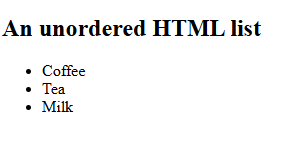 An unordered HTML list
• Coffee
• Tea
• Milk